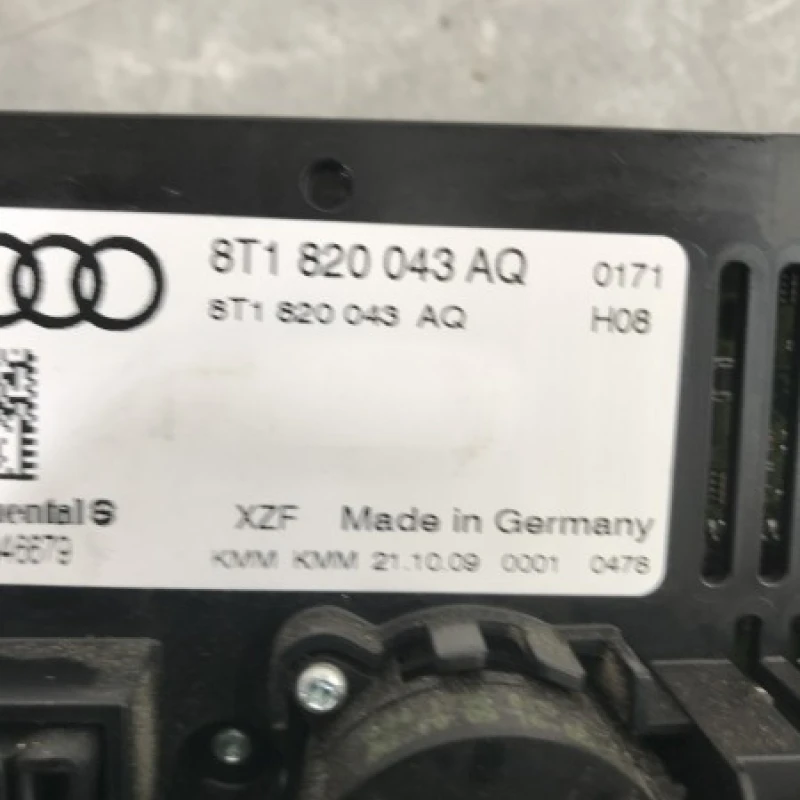 8T1 820 043 AQ 0171
8T1 820 043 AQ H08
XZF Made in Germany
46679 KMM KMM 21.10.09 0001 0478